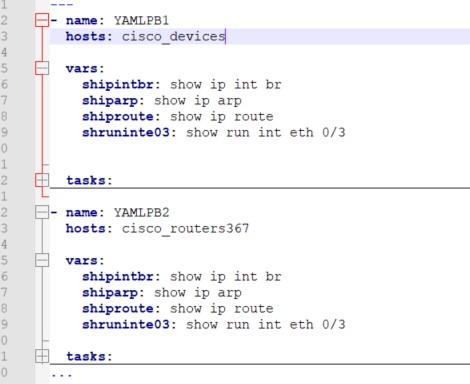 1 ---
2 - name: YAMLPB1
3 hosts: cisco_devices
4
5 vars:
6 shipintbr: show ip int br
7 shiparp: show ip arp
8 shiproute: show ip route
9 shruninte03: show run int eth 0/3
0
1
2 tasks:
1
2 - name: YAMLPB2
3 hosts: cisco_routers367
4
5 vars:
6 shipintbr: show ip int br
7 shiparp: show ip arp
8 shiproute: show ip route
9 shruninte03: show run int eth 0/3
0
1 tasks:
0 ...